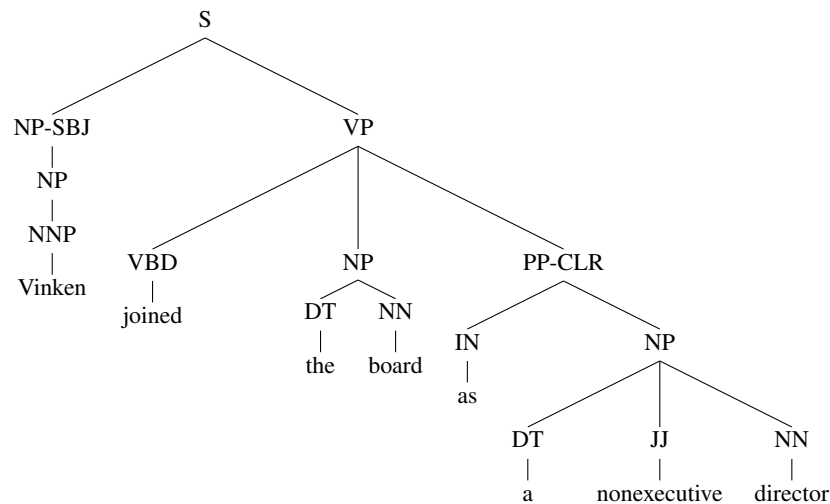 S
NP-SBJ VP
NP
NNP
Vinken
VBD NP PP-CLR
joined
DT NN
the board
IN NP
as
DT JJ NN
a nonexecutive director